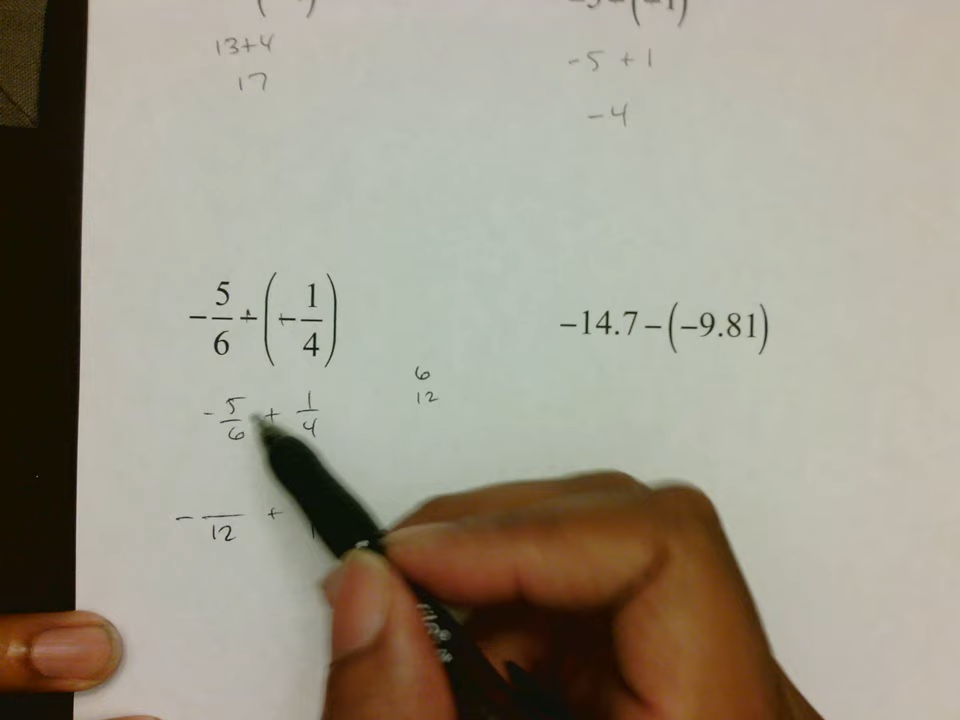 13+4
17
-5 +1
-4
-5/6 + (+1/4)
-14.7-(-9.81)
6
12
-5/6 + 1/4
- /12 +